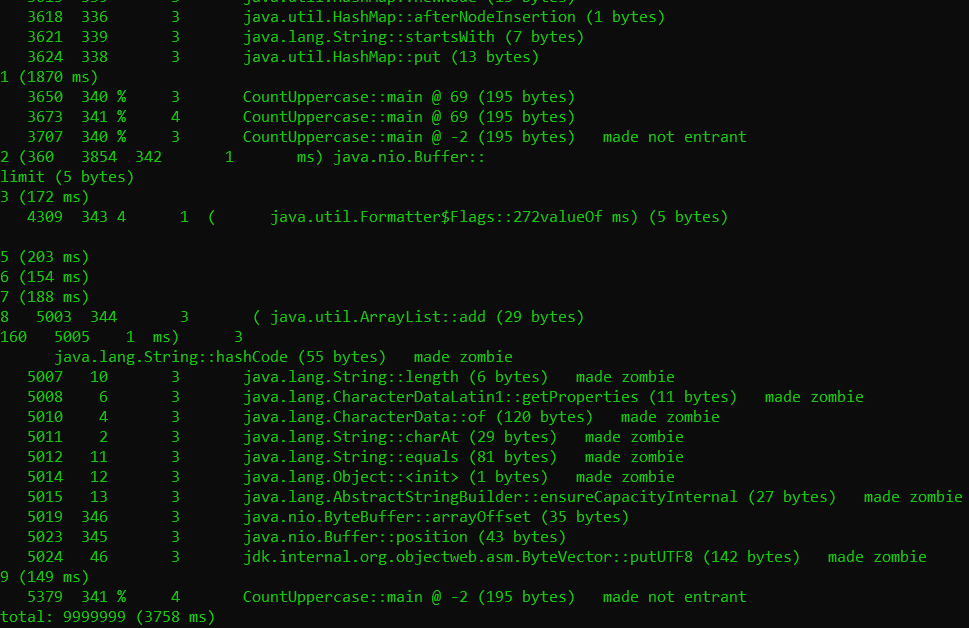 3618 336 3 java.util.HashMap::afterNodeInsertion (1 bytes)
3621 339 3 java.lang.String::startsWith (7 bytes)
3624 338 3 java.util.HashMap::put (13 bytes)
1 (1870 ms)
3650 340 % 3 CountUppercase::main @ 69 (195 bytes)
3673 341 % 4 CountUppercase::main @ 69 (195 bytes)
3707 340 % 3 CountUppercase::main @ -2 (195 bytes) made not entrant
2 (360 3854 342 1 ms) java.nio.Buffer::
limit (5 bytes)
3 (172 ms)
4309 343 4 1 ( java.util.Formatter$Flags::272valueOf ms) (5 bytes)
5 (203 ms)
6 (154 ms)
7 (188 ms)
8 5003 344 3 ( java.util.ArrayList::add (29 bytes)
160 5005 1 ms) 3
java.lang.String::hashCode (55 bytes) made zombie
5007 10 3 java.lang.String::length (6 bytes) made zombie
5008 6 3 java.lang.CharacterDataLatin1::getProperties (11 bytes) made zombie
5010 4 3 java.lang.CharacterData::of (120 bytes) made zombie
5011 2 3 java.lang.String::charAt (29 bytes) made zombie
5012 11 3 java.lang.String::equals (81 bytes) made zombie
5014 12 3 java.lang.Object::<init> (1 bytes) made zombie
5015 13 3 java.lang.AbstractStringBuilder::ensureCapacityInternal (27 bytes) made zombie
5019 346 3 java.nio.ByteBuffer::arrayOffset (35 bytes)
5023 345 3 java.nio.Buffer::position (43 bytes)
5024 46 3 jdk.internal.org.objectweb.asm.ByteVector::putUTF8 (142 bytes) made zombie
9 (149 ms)
5379 341 % 4 CountUppercase::main @ -2 (195 bytes) made not entrant
total: 9999999 (3758 ms)